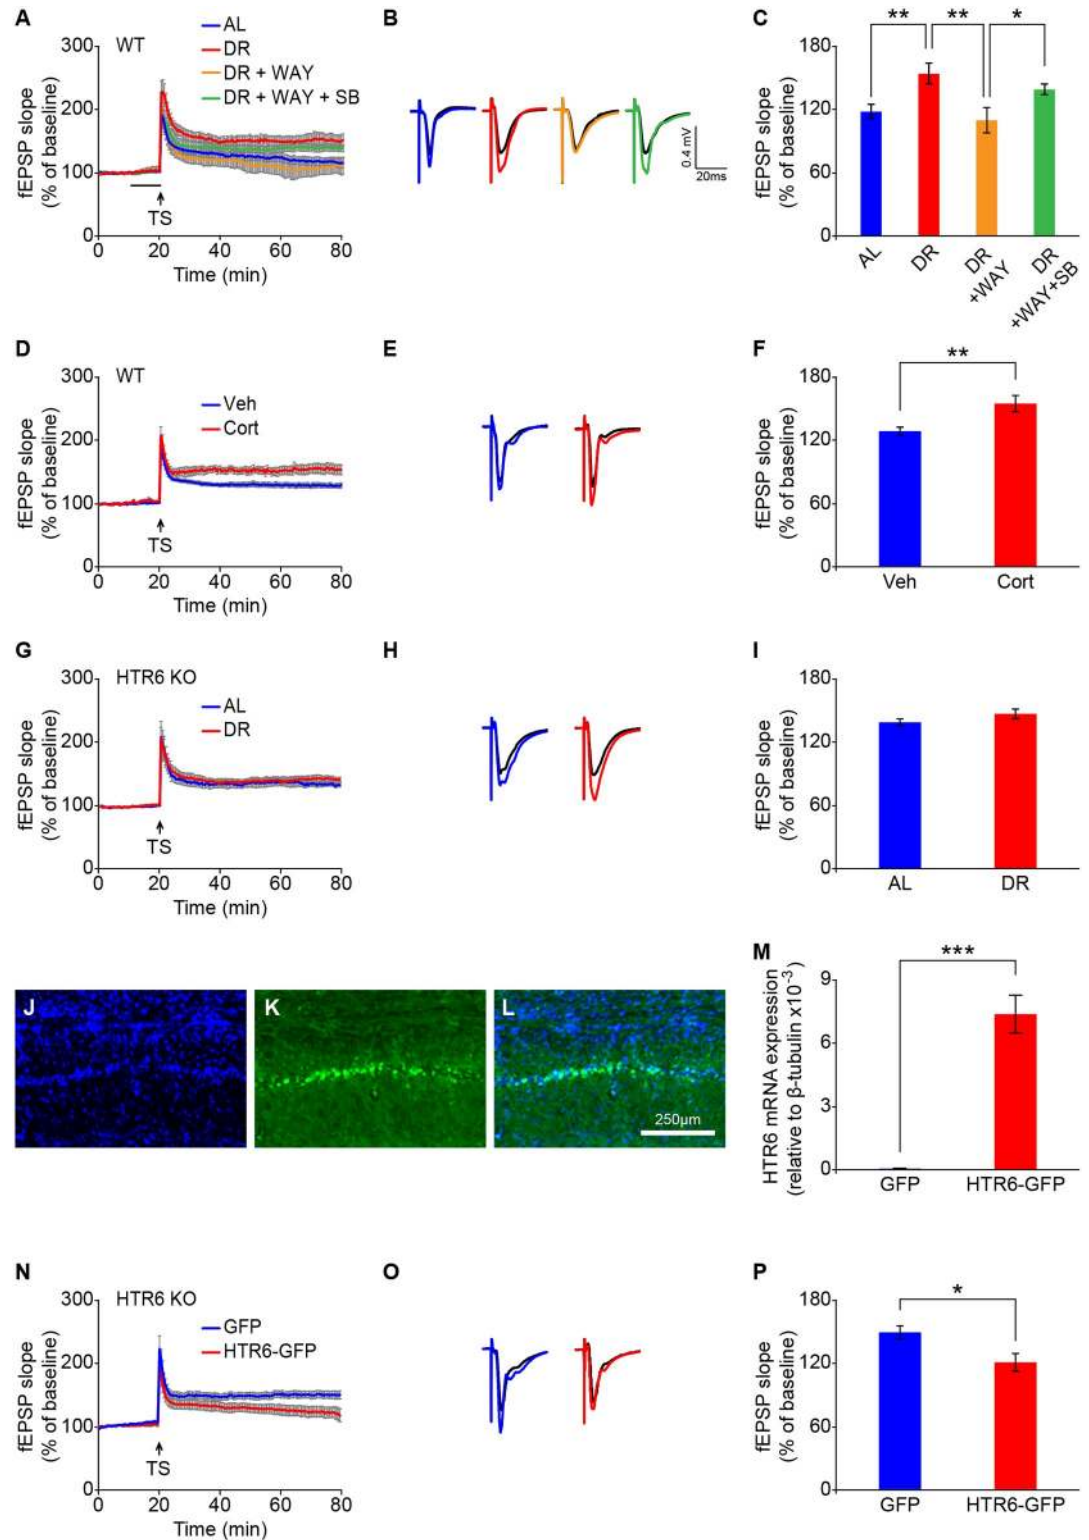 A
WT
AL
DR
DR + WAY
DR + WAY + SB
fEPSP slope
(% of baseline)
300
200
100
0
TS
0 20 40 60 80
Time (min)
B
0.4 mV
20ms
C
** ** *
fEPSP slope
(% of baseline)
180
120
60
0
AL
DR
DR
+WAY
DR
+WAY+SB
D
WT
Veh
Cort
fEPSP slope
(% of baseline)
300
200
100
0
TS
0 20 40 60 80
Time (min)
E
F
**
fEPSP slope
(% of baseline)
180
120
60
0
Veh Cort
G
HTR6 KO
AL
DR
fEPSP slope
(% of baseline)
300
200
100
0
TS
0 20 40 60 80
Time (min)
H
I
fEPSP slope
(% of baseline)
180
120
60
0
AL DR
J
K
L
250μm
M
***
HTR6 mRNA expression
(relative to β-tubulin x10⁻³)
9
6
3
0
GFP HTR6-GFP
N
HTR6 KO
GFP
HTR6-GFP
fEPSP slope
(% of baseline)
300
200
100
0
TS
0 20 40 60 80
Time (min)
O
P
*
fEPSP slope
(% of baseline)
180
120
60
0
GFP HTR6-GFP